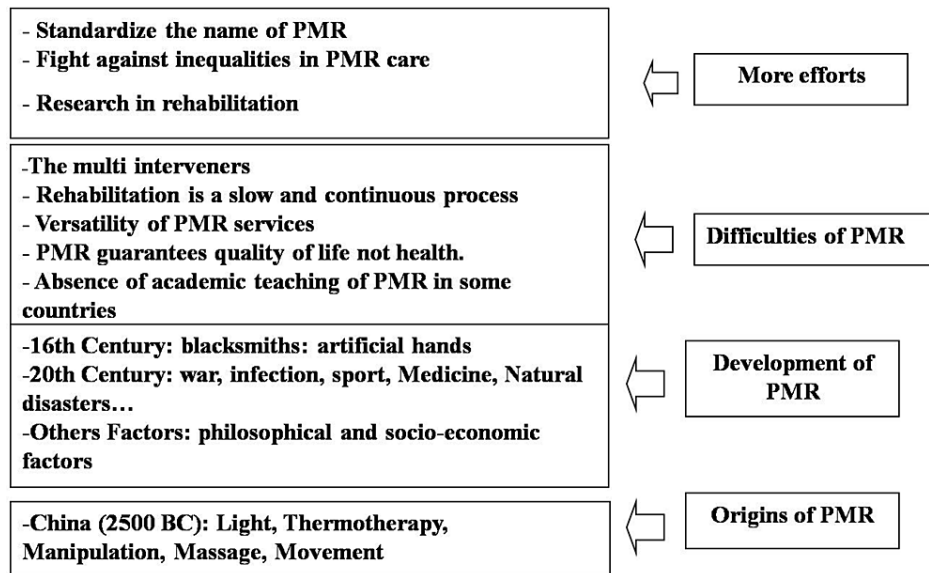 - Standardize the name of PMR
- Fight against inequalities in PMR care
- Research in rehabilitation
More efforts
-The multi interveners
- Rehabilitation is a slow and continuous process
- Versatility of PMR services
- PMR guarantees quality of life not health.
- Absence of academic teaching of PMR in some
countries
Difficulties of PMR
-16th Century: blacksmiths: artificial hands
-20th Century: war, infection, sport, Medicine, Natural
disasters…
-Others Factors: philosophical and socio-economic
factors
Development of
PMR
-China (2500 BC): Light, Thermotherapy,
Manipulation, Massage, Movement
Origins of PMR